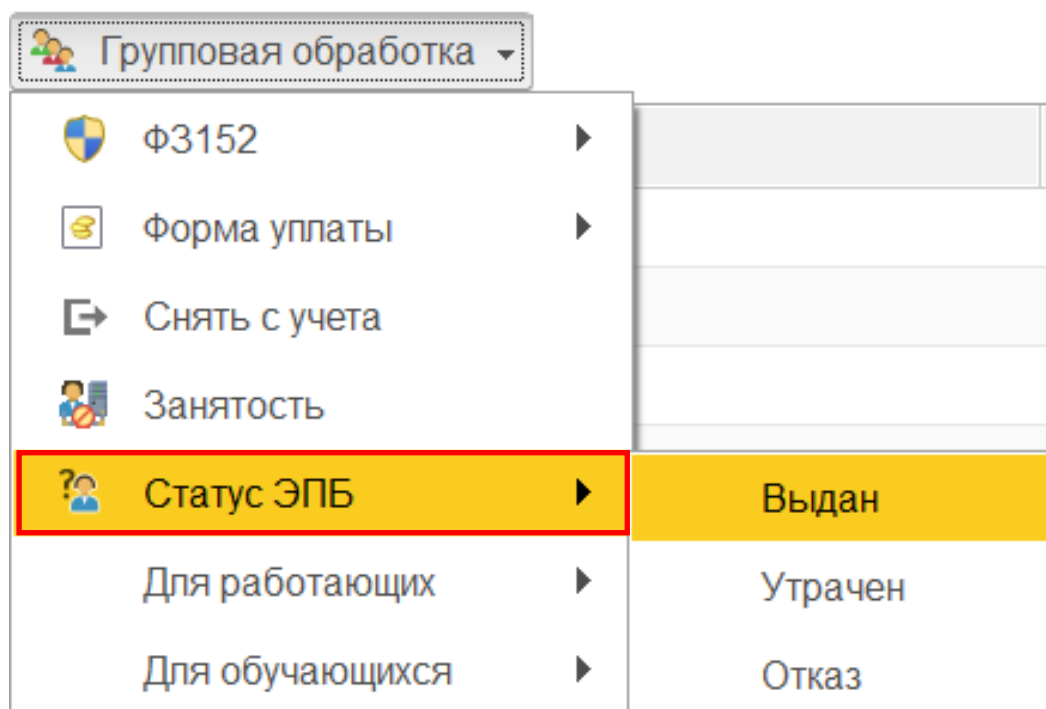 Групповая обработка
ФЗ152
Форма уплаты
Снять с учета
Занятость
Статус ЭПБ
Выдан
Для работающих
Утрачен
Для обучающихся
Отказ